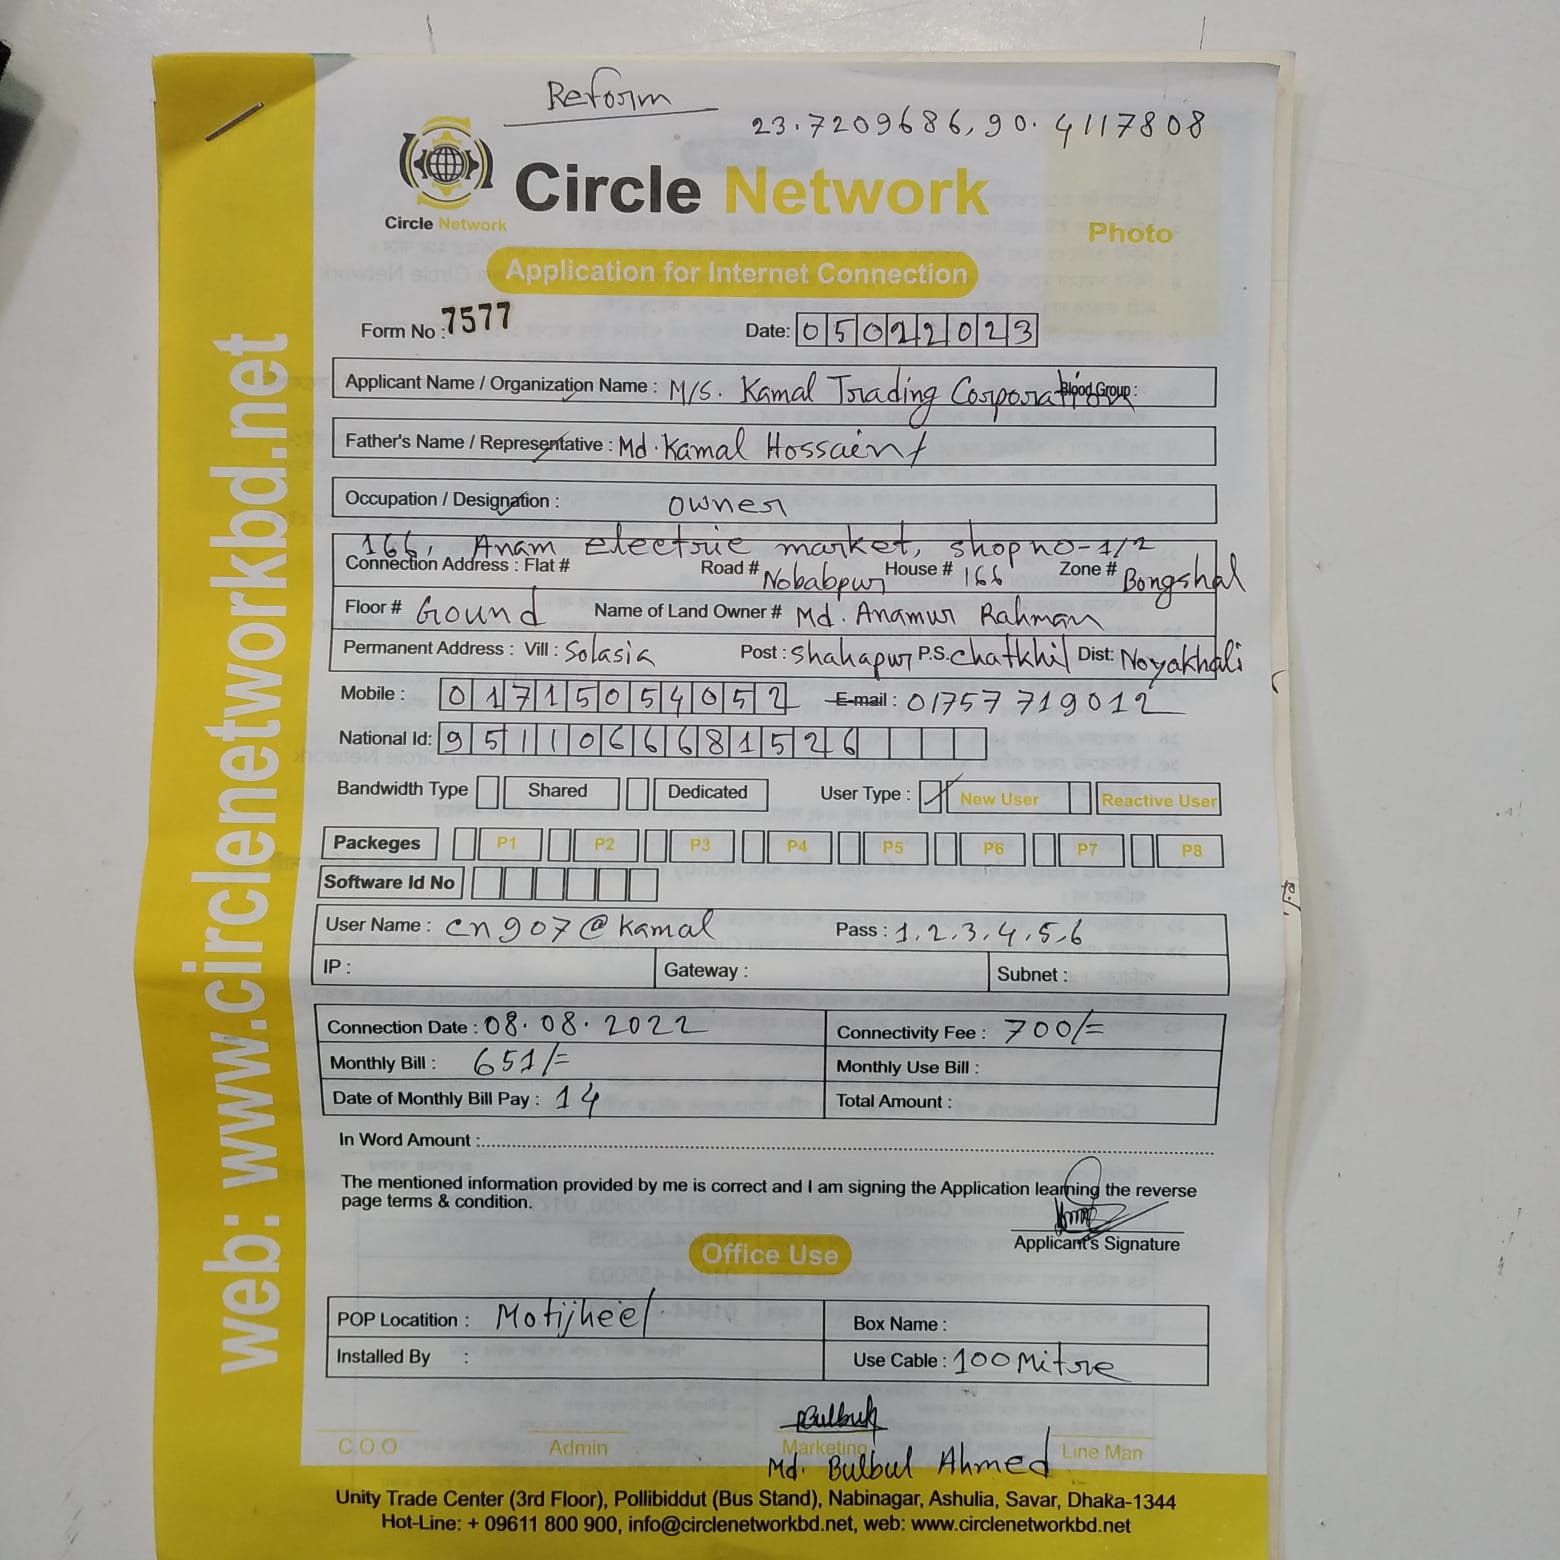 Reform
23.7209686, 90.4117808
Circle Network
Circle Network
Photo
Application for Internet Connection
Form No : 7577 Date: 05022023
Applicant Name / Organization Name : M/S. Kamal Trading Corporation Blood Group :
Father's Name / Representative : Md. Kamal Hossain
Occupation / Designation : owner
166, Anam electric market, shop no-1/2
Connection Address : Flat # Road # Nobabpur House # 166 Zone # Bongshal
Floor # Ground Name of Land Owner # Md. Anamur Rahman
Permanent Address : Vill : Solasia Post : Shahapur P.S. Chatkhil Dist: Noyakhali
Mobile : 01715054052 E-mail : 01757719012
National Id: 9511066681526
Bandwidth Type Shared Dedicated User Type : New User Reactive User
Packeges P1 P2 P3 P4 P5 P6 P7 P8
Software Id No
User Name : cn907@kamal Pass : 1,2,3,4,5,6
IP : Gateway : Subnet :
Connection Date : 08.08.2022 Connectivity Fee : 700/=
Monthly Bill : 651/= Monthly Use Bill :
Date of Monthly Bill Pay : 14 Total Amount :
In Word Amount :
The mentioned information provided by me is correct and I am signing the Application learning the reverse
page terms & condition.
Applicant's Signature
Office Use
POP Locatition : Motijheel Box Name :
Installed By : Use Cable : 100 Mitre
Bulbul
C.O.O Admin Marketing Line Man
Md. Bulbul Ahmed
Unity Trade Center (3rd Floor), Pollibiddut (Bus Stand), Nabinagar, Ashulia, Savar, Dhaka-1344
Hot-Line: + 09611 800 900, info@circlenetworkbd.net, web: www.circlenetworkbd.net
web: www.circlenetworkbd.net